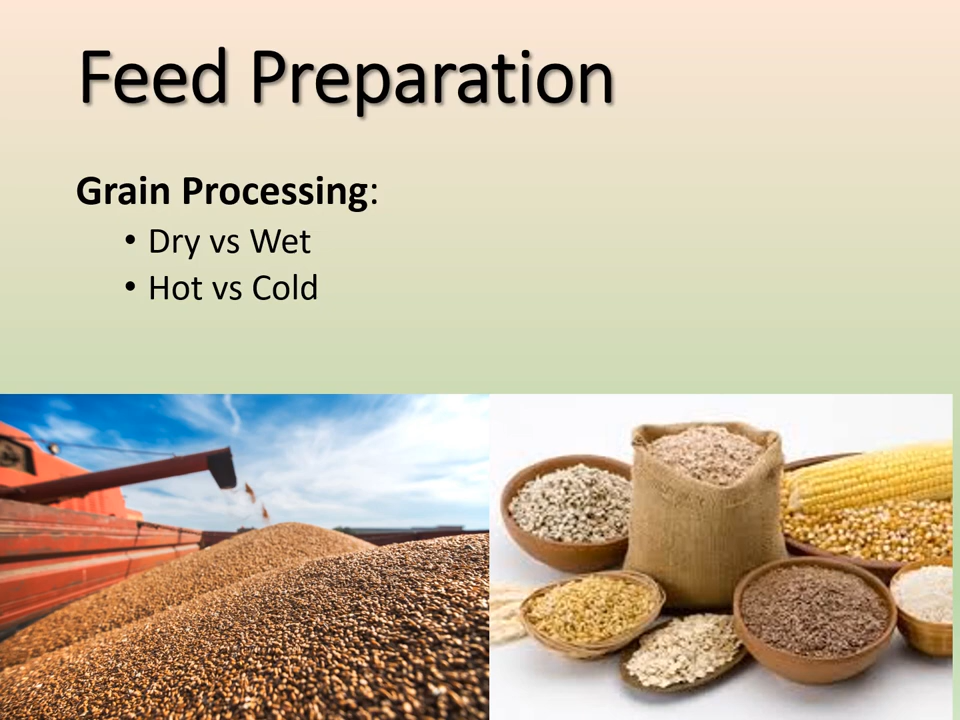 Feed Preparation
Grain Processing:
• Dry vs Wet
• Hot vs Cold